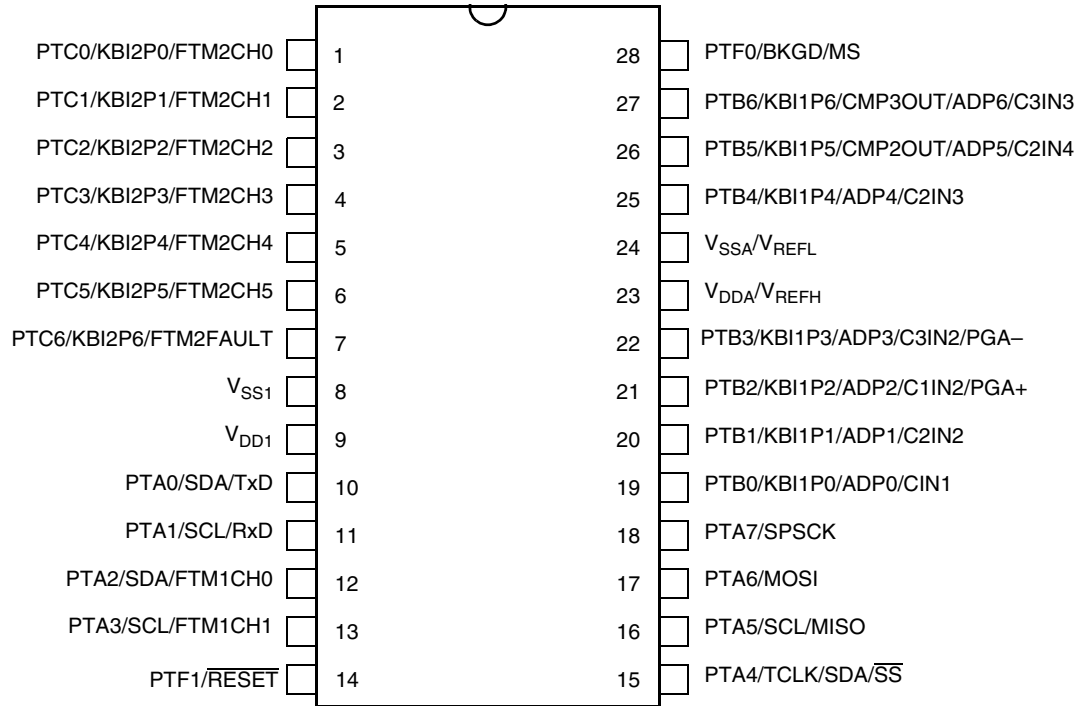 PTC0/KBI2P0/FTM2CH0 1 28 PTF0/BKGD/MS
PTC1/KBI2P1/FTM2CH1 2 27 PTB6/KBI1P6/CMP3OUT/ADP6/C3IN3
PTC2/KBI2P2/FTM2CH2 3 26 PTB5/KBI1P5/CMP2OUT/ADP5/C2IN4
PTC3/KBI2P3/FTM2CH3 4 25 PTB4/KBI1P4/ADP4/C2IN3
PTC4/KBI2P4/FTM2CH4 5 24 VSSA/VREFL
PTC5/KBI2P5/FTM2CH5 6 23 VDDA/VREFH
PTC6/KBI2P6/FTM2FAULT 7 22 PTB3/KBI1P3/ADP3/C3IN2/PGA–
VSS1 8 21 PTB2/KBI1P2/ADP2/C1IN2/PGA+
VDD1 9 20 PTB1/KBI1P1/ADP1/C2IN2
PTA0/SDA/TxD 10 19 PTB0/KBI1P0/ADP0/CIN1
PTA1/SCL/RxD 11 18 PTA7/SPSCK
PTA2/SDA/FTM1CH0 12 17 PTA6/MOSI
PTA3/SCL/FTM1CH1 13 16 PTA5/SCL/MISO
PTF1/RESET 14 15 PTA4/TCLK/SDA/SS